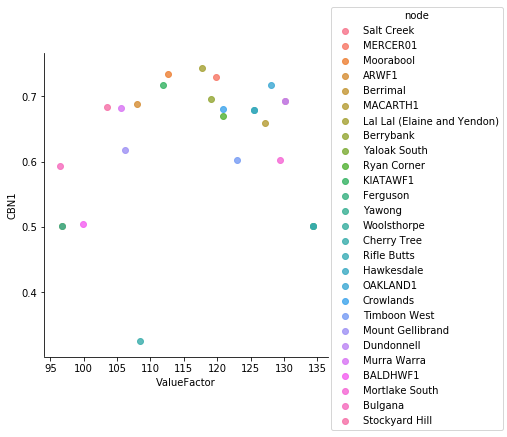 node
Salt Creek
MERCER01
Moorabool
ARWF1
Berrimal
MACARTH1
Lal Lal (Elaine and Yendon)
Berrybank
Yaloak South
Ryan Corner
KIATAWF1
Ferguson
Yawong
Woolsthorpe
Cherry Tree
Rifle Butts
Hawkesdale
OAKLAND1
Crowlands
Timboon West
Mount Gellibrand
Dundonnell
Murra Warra
BALDHWF1
Mortlake South
Bulgana
Stockyard Hill
CBN1
0.7
0.6
0.5
0.4
95 100 105 110 115 120 125 130 135
ValueFactor